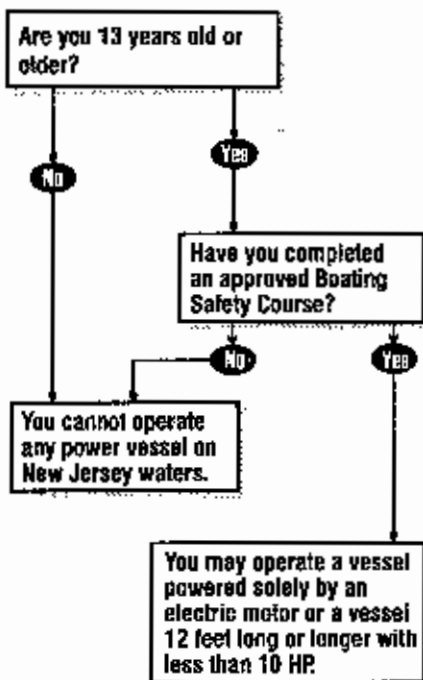 Are you 13 years old or
older?
No
Yes
Have you completed
an approved Boating
Safety Course?
No
Yes
You cannot operate
any power vessel on
New Jersey waters.
You may operate a vessel
powered solely by an
electric motor or a vessel
12 feet long or longer with
less than 10 HP.